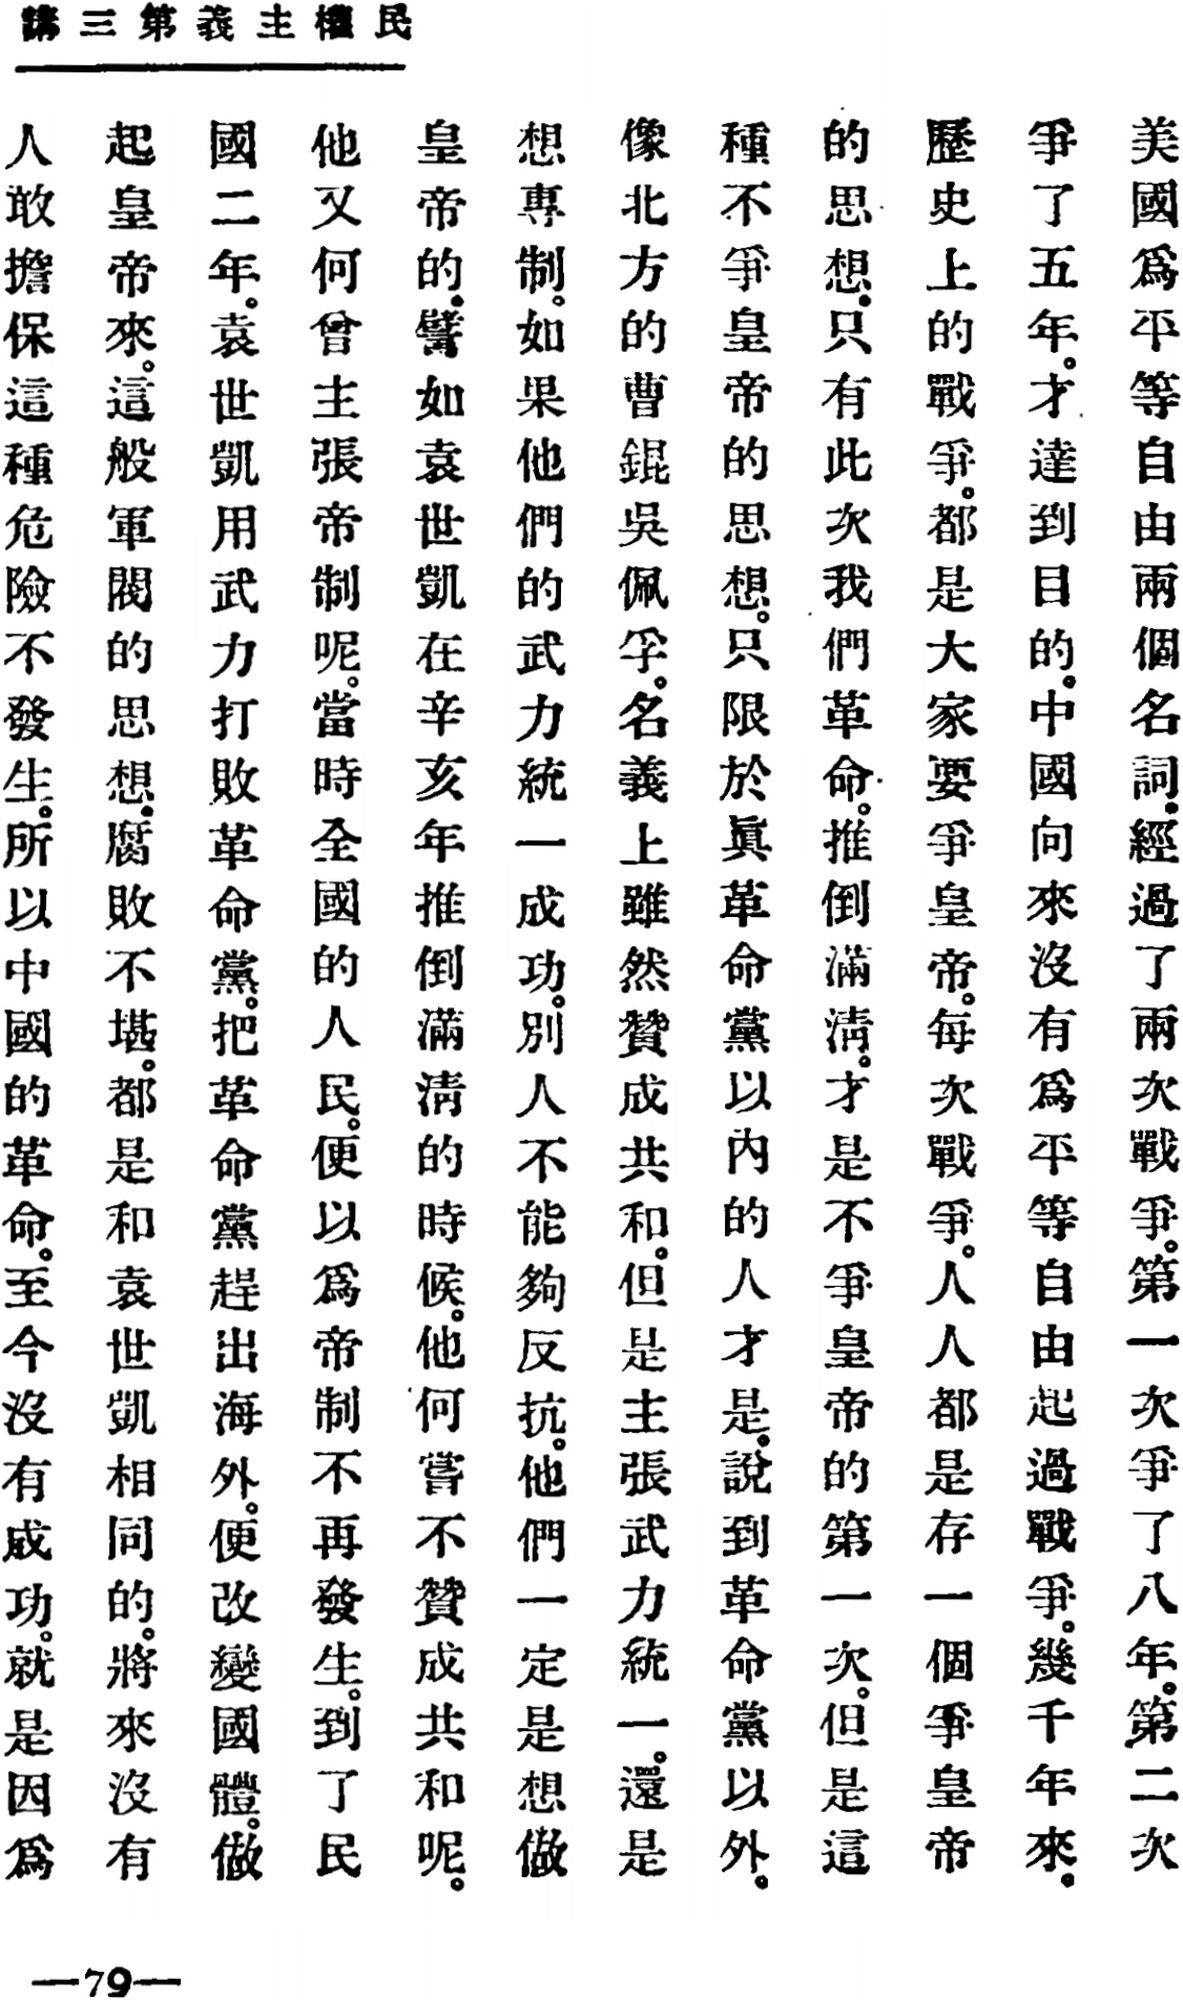 民權主義第三講
美國爲平等自由兩個名詞。經過了兩次戰爭。第一次爭了八年。第二次
爭了五年。才達到目的。中國向來沒有爲平等自由起過戰爭。幾千年來。
歷史上的戰爭。都是大家要爭皇帝。每次戰爭。人人都是存一個爭皇帝
的思想。只有此次我們革命。推倒滿淸。才是不爭皇帝的第一次。但是這
種不爭皇帝的思想。只限於眞革命黨以內的人才是。說到革命黨以外。
像北方的曹錕吳佩孚。名義上雖然贊成共和。但是主張武力統一。還是
想專制。如果他們的武力統一成功。別人不能夠反抗。他們一定是想做
皇帝的。譬如袁世凱在辛亥年推倒滿淸的時候。他何嘗不贊成共和呢。
他又何曾主張帝制呢。當時全國的人民。便以爲帝制不再發生。到了民
國二年。袁世凱用武力打敗革命黨。把革命黨趕出海外。便改變國體。做
起皇帝來。這般軍閥的思想。腐敗不堪。都是和袁世凱相同的。將來沒有
人敢擔保這種危險不發生。所以中國的革命。至今沒有成功。就是因爲
—79—